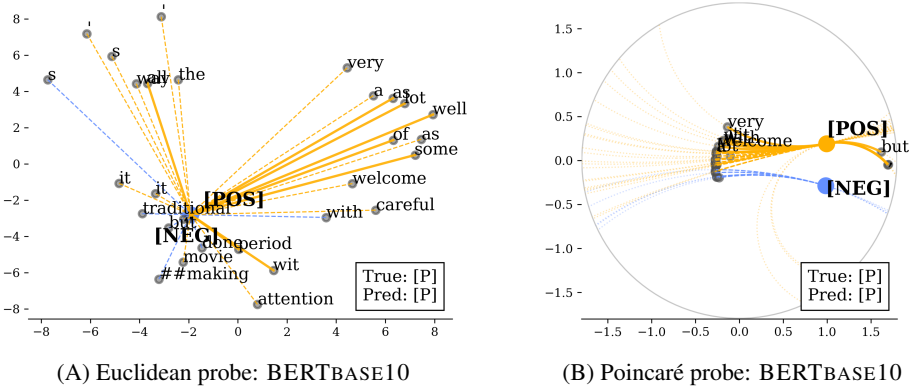 8
6
4
2
0
−2
−4
−6
−8
−8
−6
−4
−2
0
2
4
6
8
'
'
s
s
way
all
the
very
a
as
lot
well
of
as
some
it
it
welcome
[POS]
traditional
with
careful
but
[NEG]
done
period
movie
##making
wit
attention
True: [P]
Pred: [P]
(A) Euclidean probe: BERTBASE10
1.5
1.0
0.5
0.0
−0.5
−1.0
−1.5
−1.5
−1.0
−0.5
0.0
0.5
1.0
1.5
very
with
welcome
lot
[POS]
but
[NEG]
True: [P]
Pred: [P]
(B) Poincaré probe: BERTBASE10